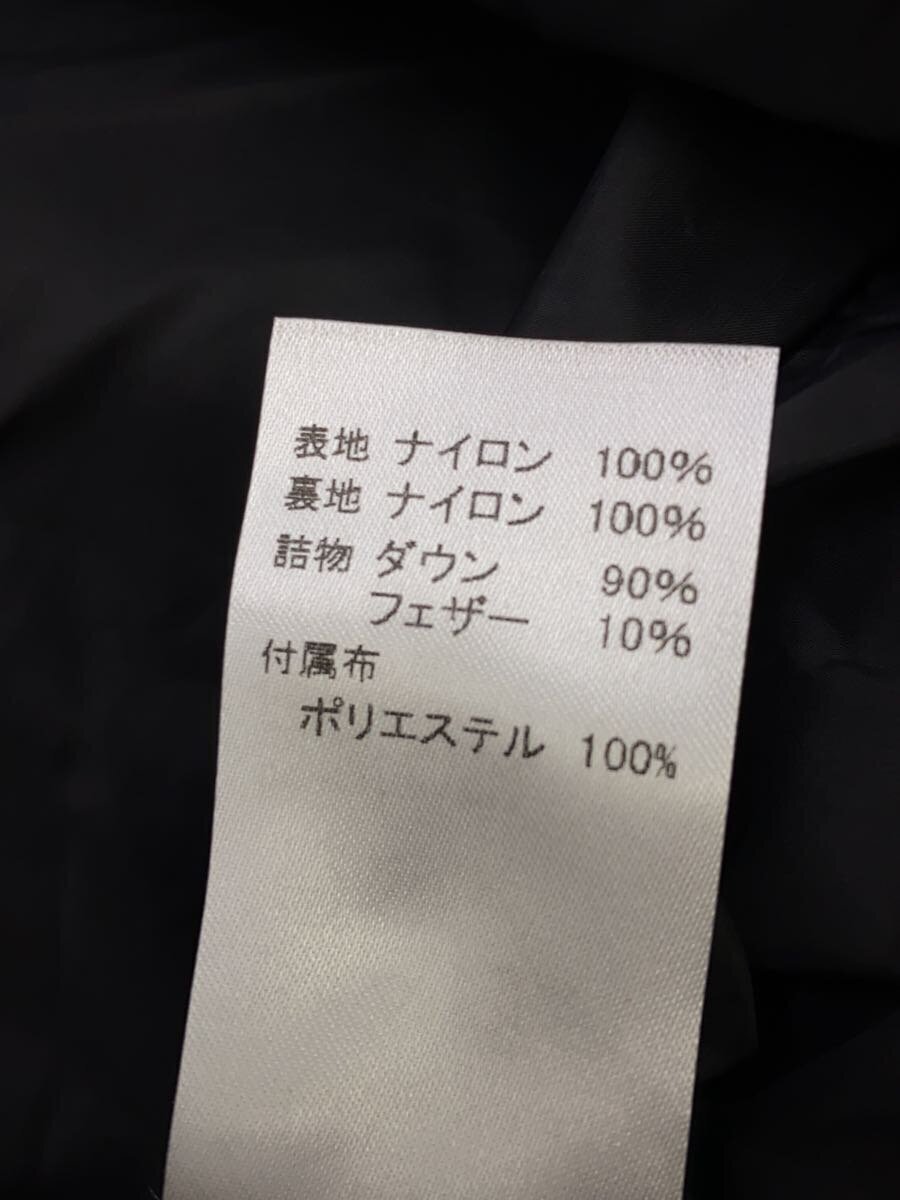 表地 ナイロン 100%
裏地 ナイロン 100%
詰物 ダウン 90%
フェザー 10%
付属布
ポリエステル 100%